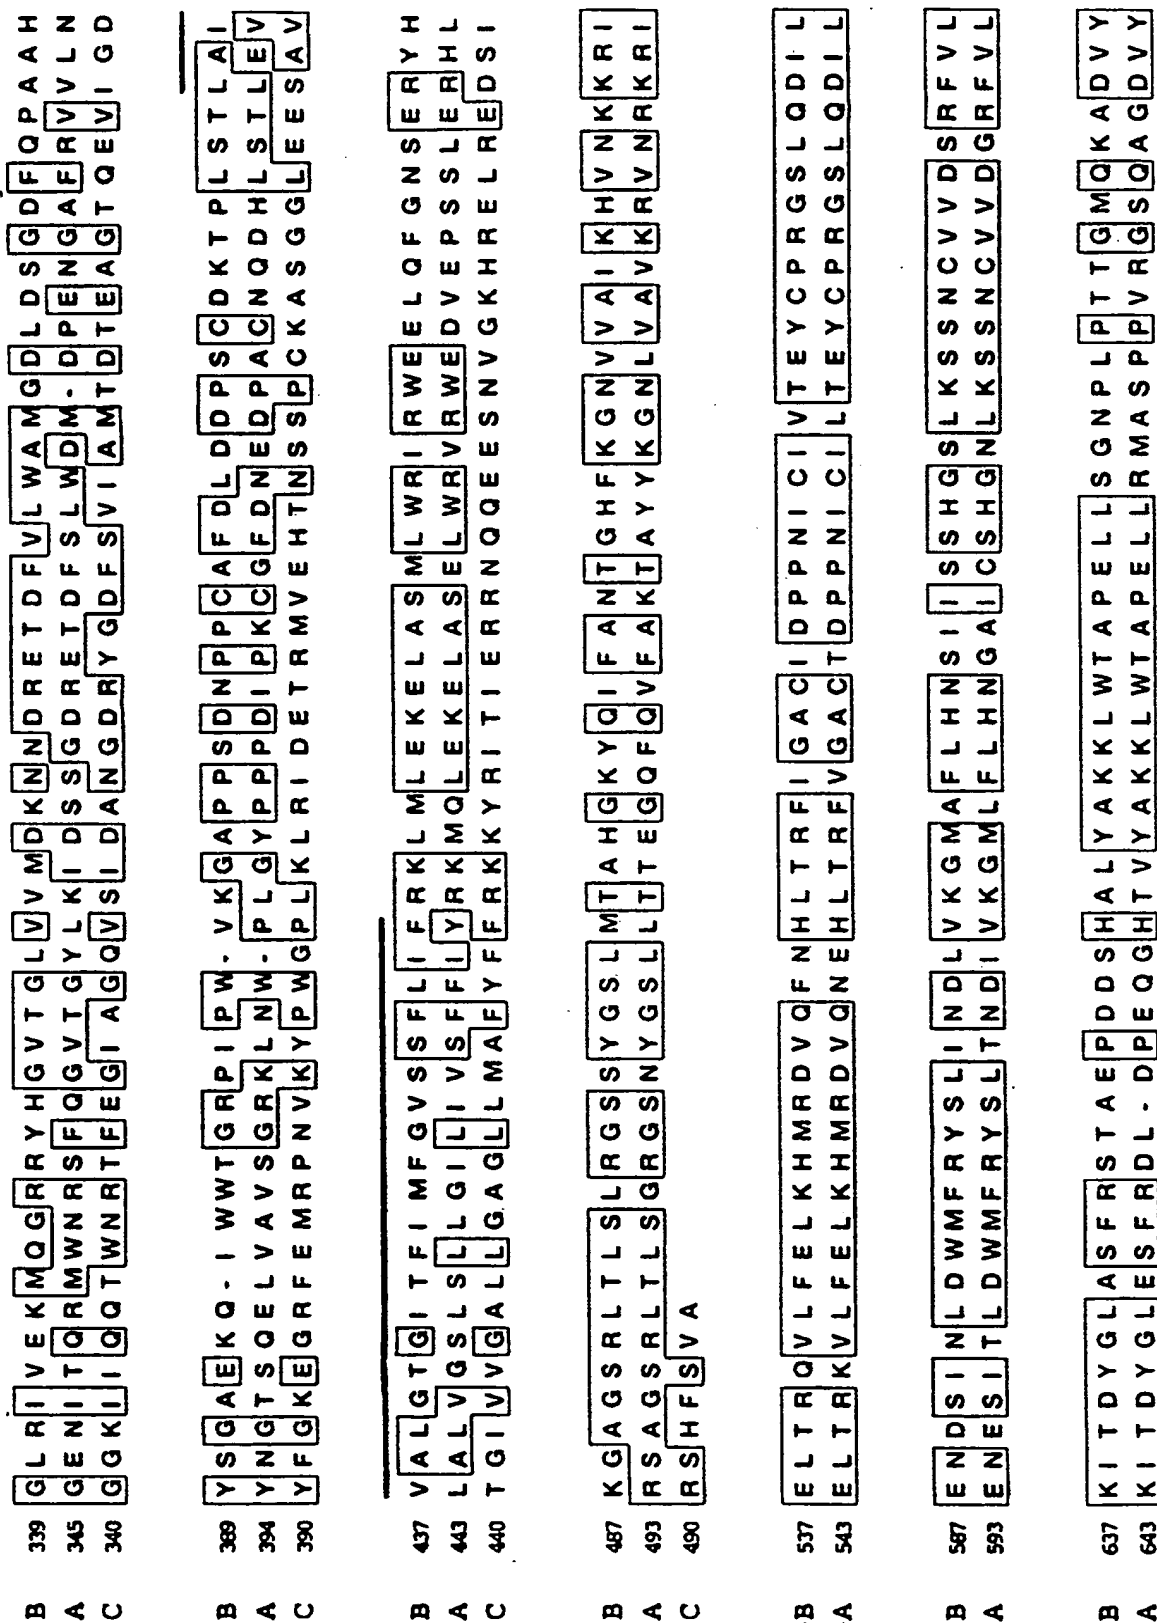 B 339 G L R I V E K M Q G R R Y H G V T G L V V M D K N N D R E T D F V L W A M G D L D S G D F Q P A A H
A 345 G E N I T Q R M W N R S F Q G V T G Y L K I D S S G D R E T D F S L W D M - D P E N G A F R V V L N
C 340 G G K I I Q Q T W N R T F E G I A G Q V S I D A N G D R Y G D F S V I A M T D T E A G T Q E V I G D
B 389 Y S G A E K Q - I W W T G R P I P W - V K G A P P S D N P P C A F D L D D P S C D K T P L S T L A I
A 394 Y N G T S Q E L V A V S G R K L N W - P L G Y P P P D I P K C G F D N E D P A C N Q D H L S T L E V
C 390 Y F G K E G R F E M R P N V K Y P W G P L K L R I D E T R M V E H T N S S P C K A S G G L E E S A V
B 437 V A L G T G I T F I M F G V S S F L I F R K L M L E K E L A S M L W R I R W E E L Q F G N S E R Y H
A 443 L A L V G S L S L L G I L I V S F F I Y R K M Q L E K E L A S E L W R V R W E D V E P S S L E R H L
C 440 T G I V V G A L L G A G L L M A F Y F F R K K Y R I T I E R R N Q Q E E S N V G K H R E L R E D S I
B 487 K G A G S R L T L S L R G S S Y G S L M T A H G K Y Q I F A N T G H F K G N V V A I K H V N K K R I
A 493 R S A G S R L T L S G R G S N Y G S L L T T E G Q F Q V F A K T A Y Y K G N L V A V K R V N R K R I
C 490 R S H F S V A
B 537 E L T R Q V L F E L K H M R D V Q F N H L T R F I G A C I D P P N I C I V T E Y C P R G S L Q D I L
A 543 E L T R K V L F E L K H M R D V Q N E H L T R F V G A C T D P P N I C I L T E Y C P R G S L Q D I L
B 587 E N D S I N L D W M F R Y S L I N D L V K G M A F L H N S I I S S H G S L K S S N C V V D S R F V L
A 593 E N E S I T L D W M F R Y S L T N D I V K G M L F L H N G A I C S H G N L K S S N C V V D G R F V L
B 637 K I T D Y G L A S F R S T A E P D D S H A L Y A K K L W T A P E L L S G N P L P T T G M Q K A D V Y
A 643 K I T D Y G L E S F R D L - D P E Q G H T V Y A K K L W T A P E L L R M A S P P V R G S Q A G D V Y